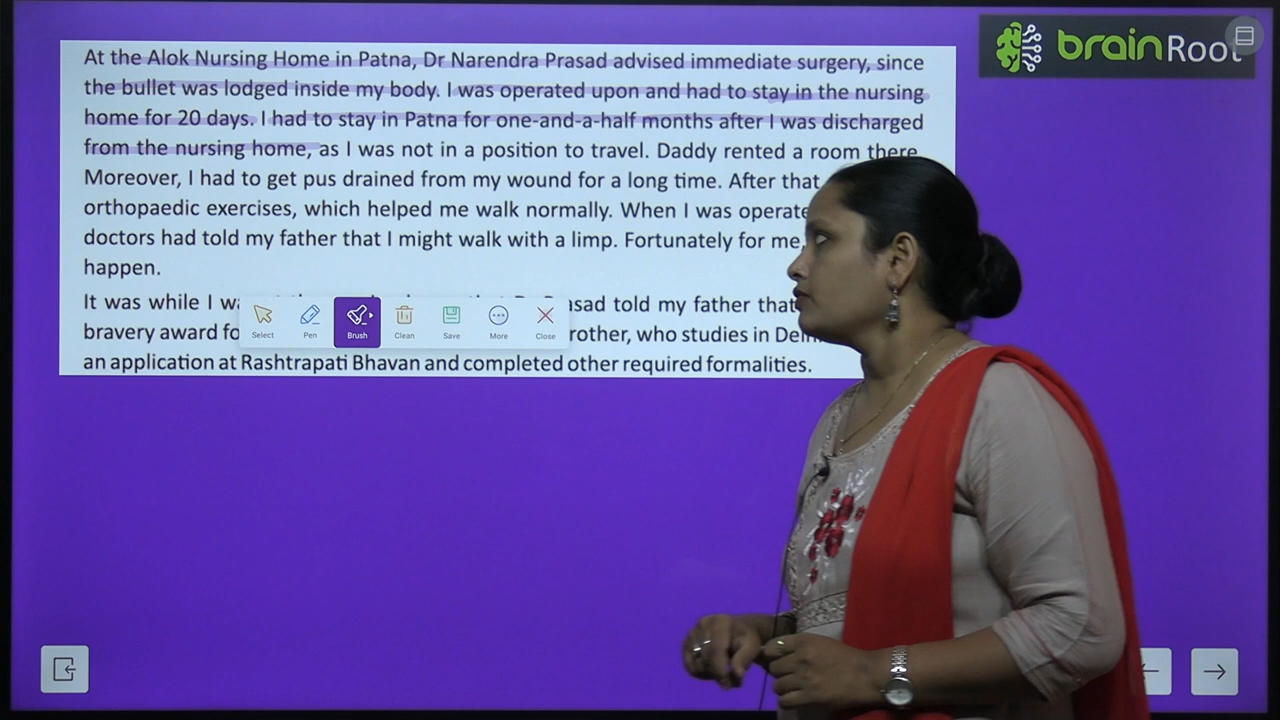 brainRoot
At the Alok Nursing Home in Patna, Dr Narendra Prasad advised immediate surgery, since
the bullet was lodged inside my body. I was operated upon and had to stay in the nursing
home for 20 days. I had to stay in Patna for one-and-a-half months after I was discharged
from the nursing home, as I was not in a position to travel. Daddy rented a room there.
Moreover, I had to get pus drained from my wound for a long time. After that
orthopaedic exercises, which helped me walk normally. When I was
doctors had told my father that I might walk with a limp. Fortunately for me,
happen.
It was while I told my father that
bravery award who studies in
an application at Rashtrapati Bhavan and completed other required formalities.
Select Pen Brush Clean Save More Close